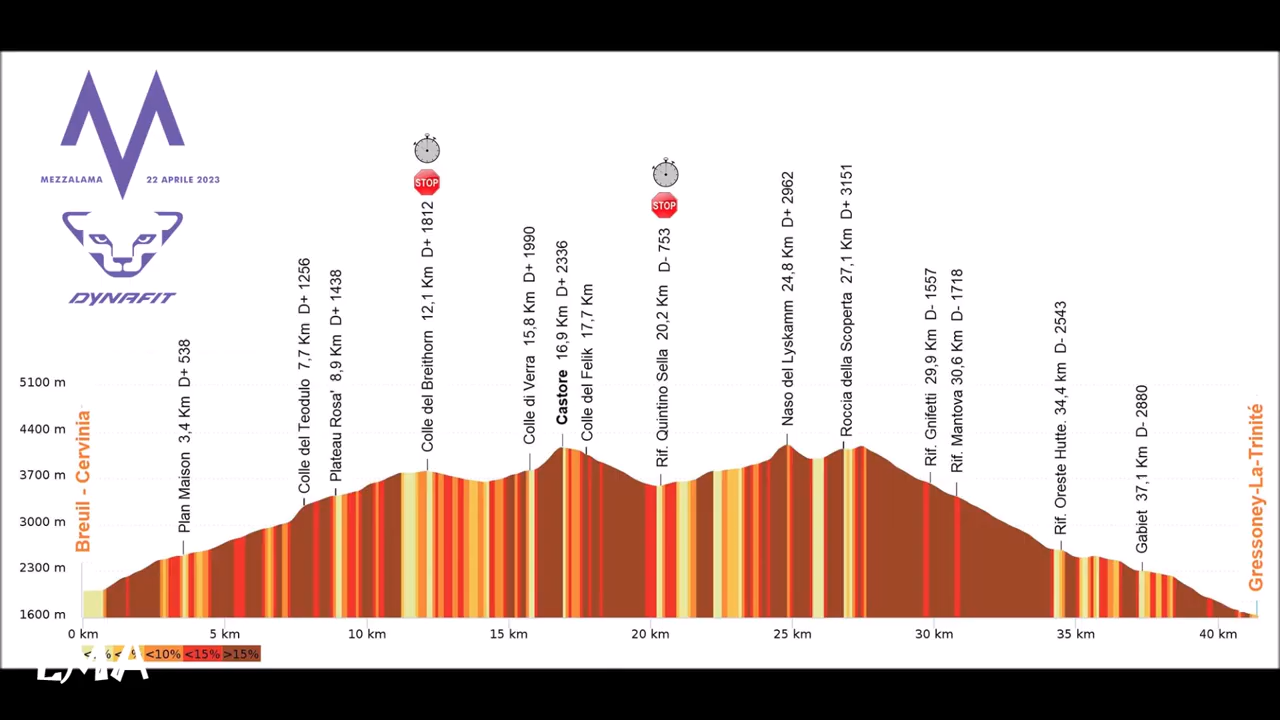 MEZZALAMA 22 APRILE 2023
DYNAFIT
STOP
STOP
Plan Maison 3,4 Km D+ 538
Colle del Teodulo 7,7 Km D+ 1256
Plateau Rosa' 8,9 Km D+ 1438
Colle del Breithorn 12,1 Km D+ 1812
Colle di Verra 15,8 Km D+ 1990
Castore 16,9 Km D+ 2336
Colle del Felik 17,7 Km
Rif. Quintino Sella 20,2 Km D- 753
Naso del Lyskamm 24,8 Km D+ 2962
Roccia della Scoperta 27,1 Km D+ 3151
Rif. Gnifetti 29,9 Km D- 1557
Rif. Mantova 30,6 Km D- 1718
Rif. Oreste Hutte. 34,4 km D- 2543
Gabiet 37,1 Km D- 2880
Breuil - Cervinia
Gressoney-La-Trinité
5100 m
4400 m
3700 m
3000 m
2300 m
1600 m
0 km 5 km 10 km 15 km 20 km 25 km 30 km 35 km 40 km
<10% <15% >15%